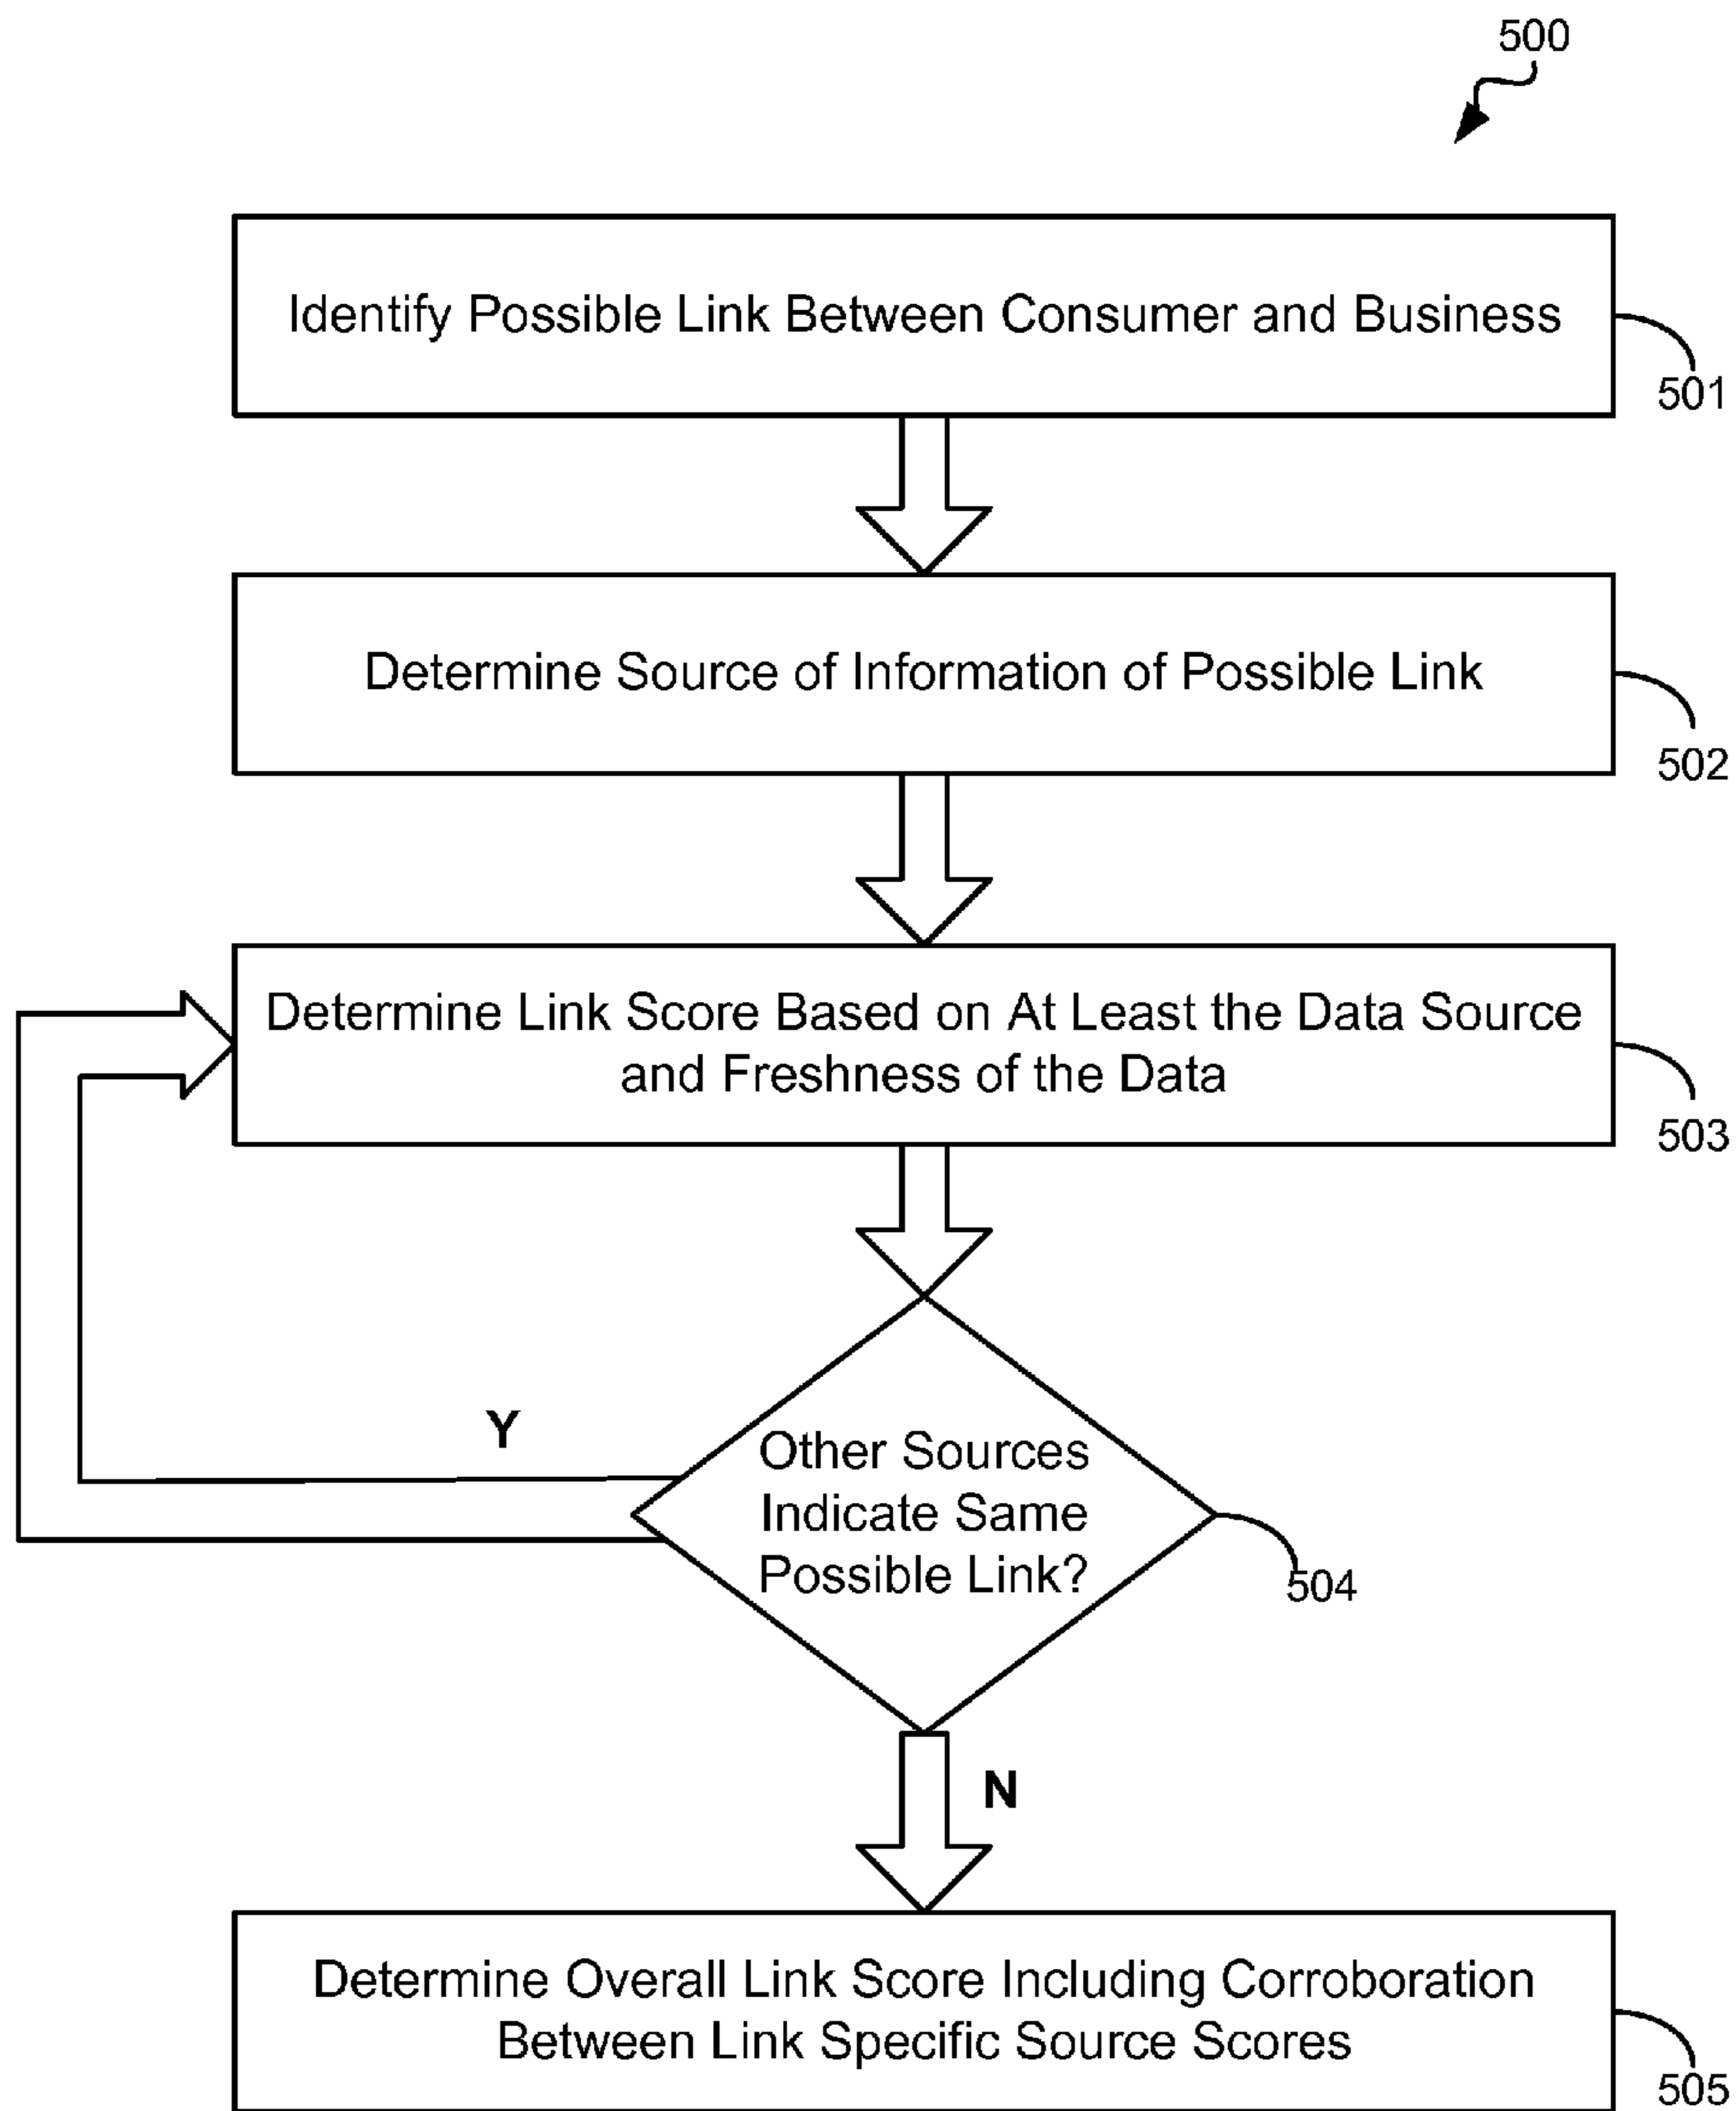 500
Identify Possible Link Between Consumer and Business
501
Determine Source of Information of Possible Link
502
Determine Link Score Based on At Least the Data Source
and Freshness of the Data
503
Y
Other Sources
Indicate Same
Possible Link?
504
N
Determine Overall Link Score Including Corroboration
Between Link Specific Source Scores
505